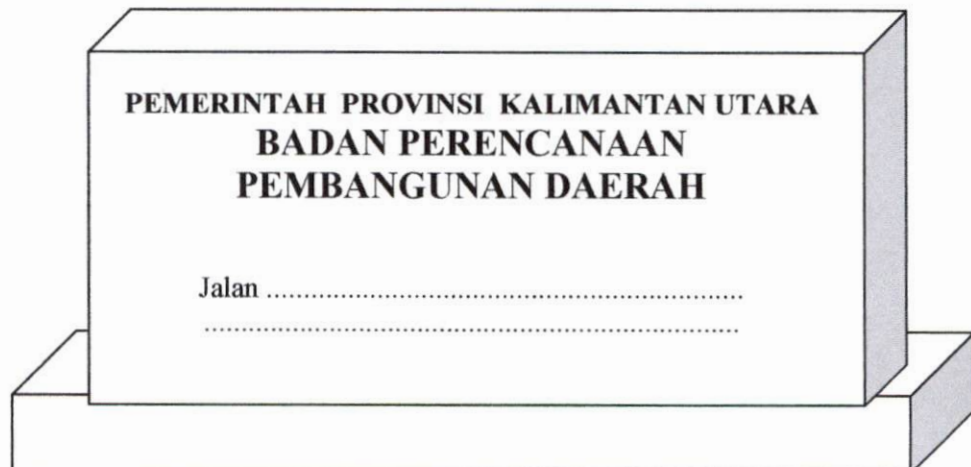 PEMERINTAH PROVINSI KALIMANTAN UTARA
BADAN PERENCANAAN
PEMBANGUNAN DAERAH
Jalan ......................................................................
..............................................................................